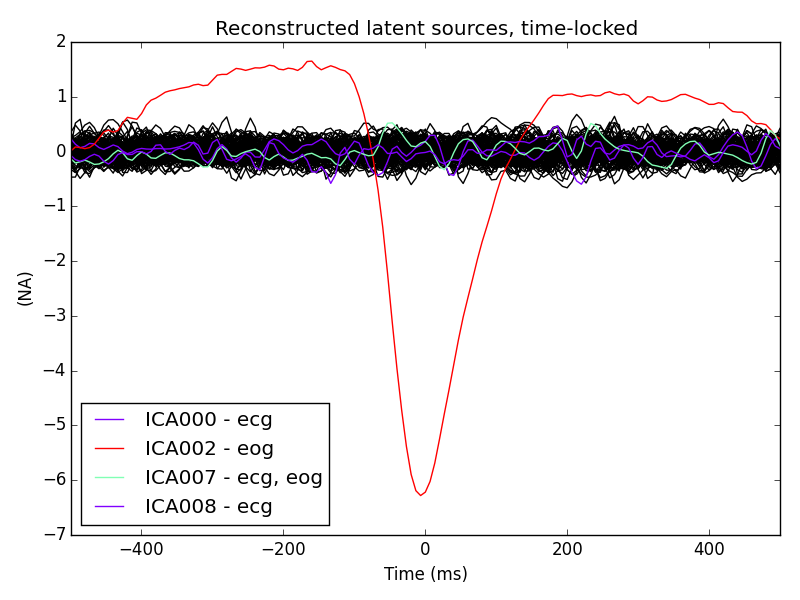 Reconstructed latent sources, time-locked
2
1
0
−1
−2
−3
−4
−5
−6
−7
(NA)
ICA000 - ecg
ICA002 - eog
ICA007 - ecg, eog
ICA008 - ecg
−400 −200 0 200 400
Time (ms)